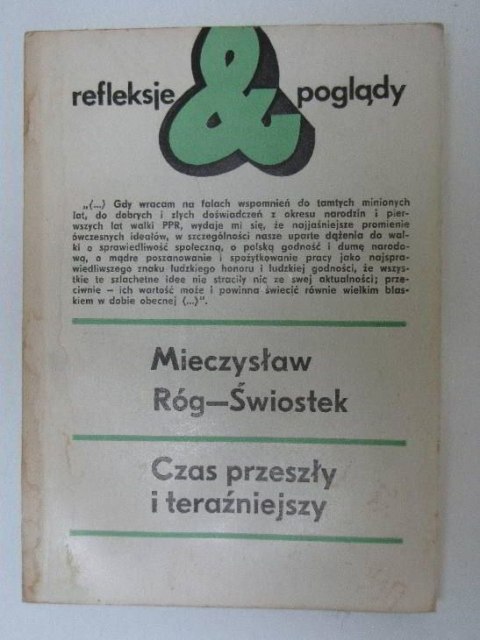 refleksje & poglądy
„(...) Gdy wracam na falach wspomnień do tamtych minionych
lat, do dobrych i złych doświadczeń z okresu narodzin i pier-
wszych lat walki PPR, wydaje mi się, że najjaśniejsze promienie
ówczesnych ideałów, w szczególności nasze uparte dążenia do wal-
ki o sprawiedliwość społeczną, o polską godność i dumę narodo-
wą, o mądre poszanowanie i spożytkowanie pracy jako najspra-
wiedliwszego znaku ludzkiego honoru i ludzkiej godności, że wszys-
tkie te szlachetne idee nie straciły nic ze swej aktualności; prze-
ciwnie – ich wartość może i powinna świecić równie wielkim blas-
kiem w dobie obecnej (...)".
Mieczysław
Róg—Świostek
Czas przeszły
i teraźniejszy